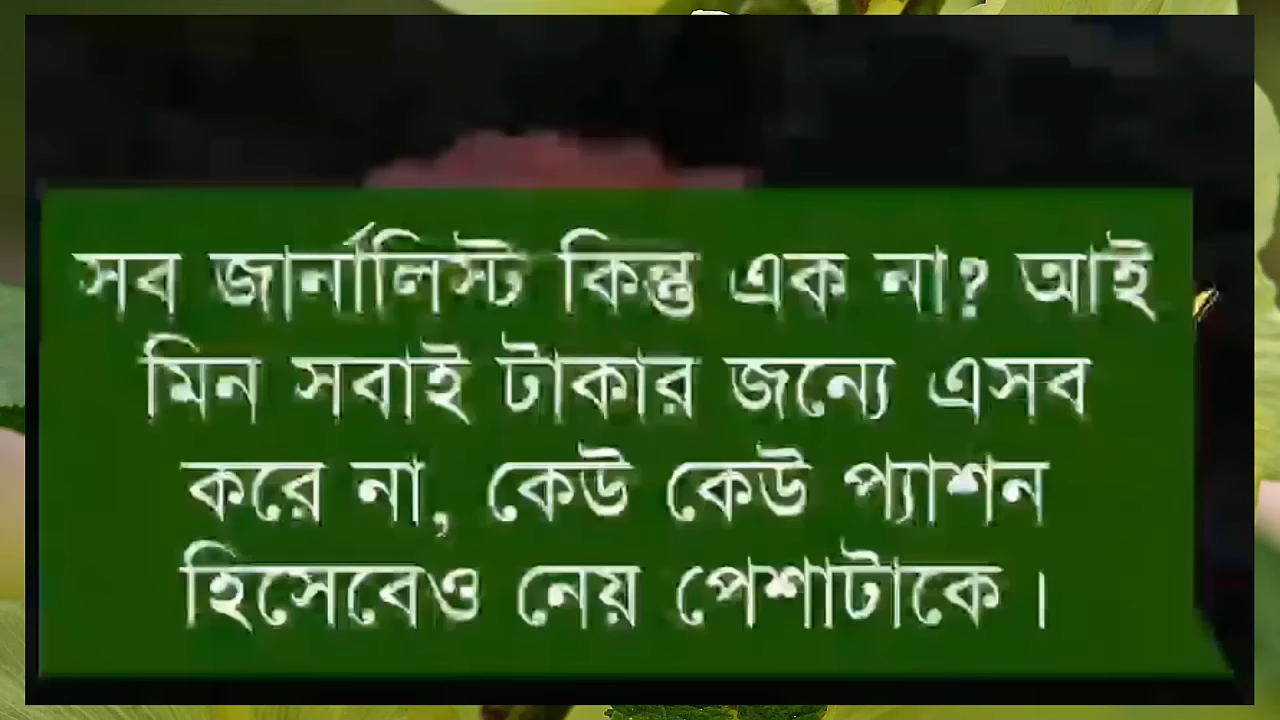 সব জার্নালিস্ট কিন্তু এক না? আই
মিন সবাই টাকার জন্যে এসব
করে না, কেউ কেউ প্যাশন
হিসেবেও নেয় পেশাটাকে।